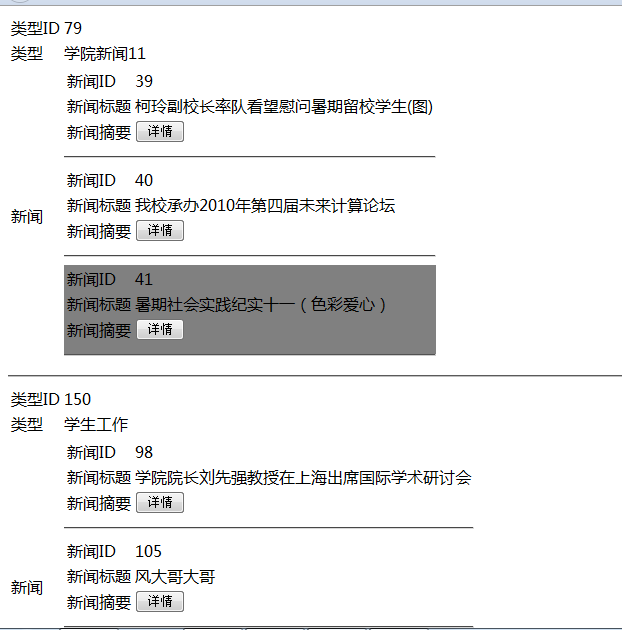 类型ID 79
类型 学院新闻11
新闻ID 39
新闻标题 柯玲副校长率队看望慰问暑期留校学生(图)
新闻摘要 详情
新闻
新闻ID 40
新闻标题 我校承办2010年第四届未来计算论坛
新闻摘要 详情
新闻ID 41
新闻标题 暑期社会实践纪实十一（色彩爱心）
新闻摘要 详情
类型ID 150
类型 学生工作
新闻ID 98
新闻标题 学院院长刘先强教授在上海出席国际学术研讨会
新闻摘要 详情
新闻
新闻ID 105
新闻标题 风大哥大哥
新闻摘要 详情